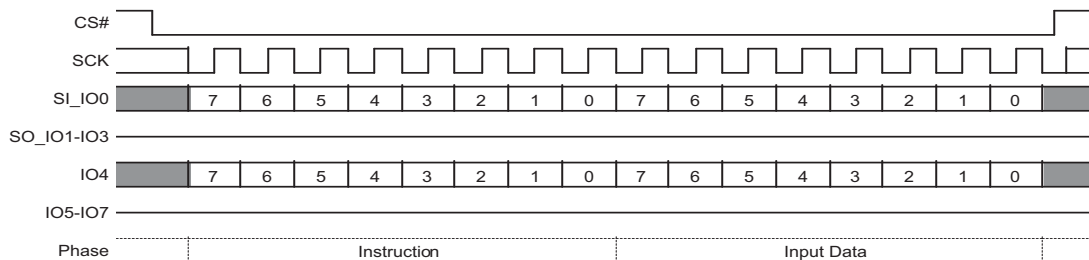 CS#
SCK
SI_IO0 7 6 5 4 3 2 1 0 7 6 5 4 3 2 1 0
SO_IO1-IO3
IO4 7 6 5 4 3 2 1 0 7 6 5 4 3 2 1 0
IO5-IO7
Phase Instruction Input Data